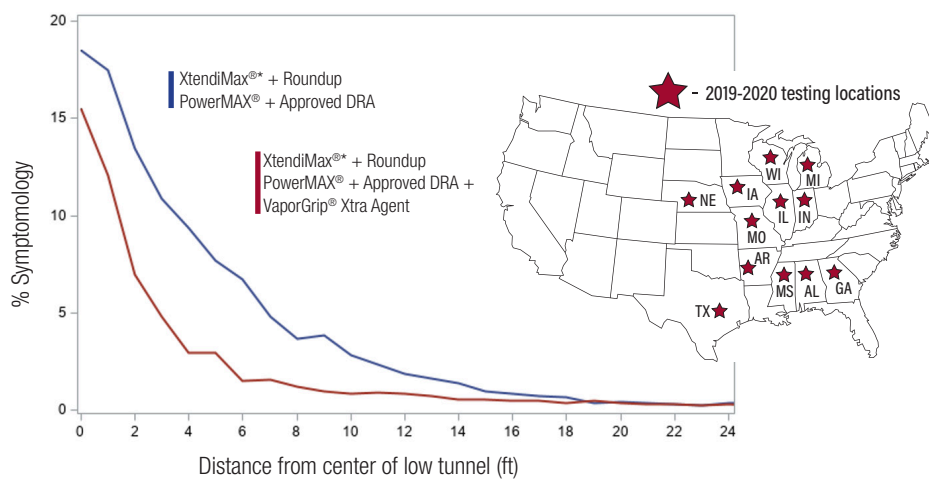 20
15
10
5
0
% Symptomology
XtendiMax®* + Roundup
PowerMAX® + Approved DRA
XtendiMax®* + Roundup
PowerMAX® + Approved DRA +
VaporGrip® Xtra Agent
- 2019-2020 testing locations
WI
MI
NE
IA
IL
IN
MO
AR
MS
AL
GA
TX
0 2 4 6 8 10 12 14 16 18 20 22 24
Distance from center of low tunnel (ft)